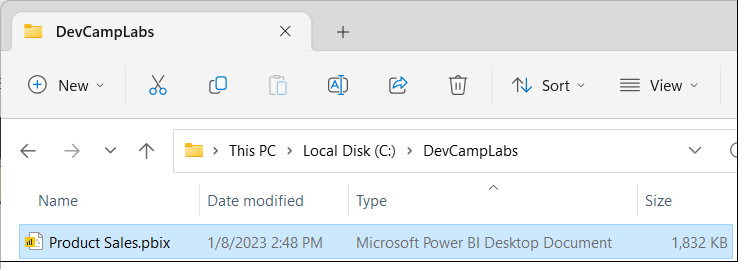 DevCampLabs
New Sort View
This PC Local Disk (C:) DevCampLabs
Name Date modified Type Size
Product Sales.pbix 1/8/2023 2:48 PM Microsoft Power BI Desktop Document 1,832 KB